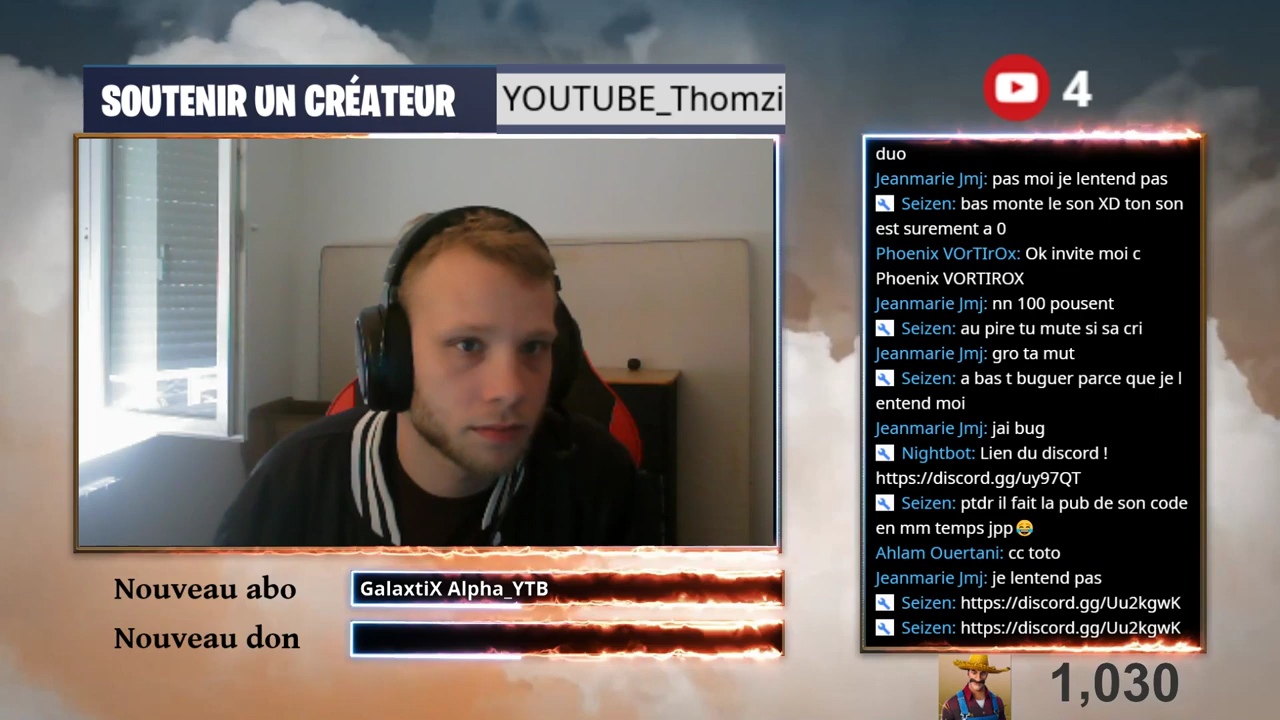 SOUTENIR UN CRÉATEUR
YOUTUBE_Thomzi
4
duo
Jeanmarie Jmj: pas moi je lentend pas
Seizen: bas monte le son XD ton son
est surement a 0
Phoenix VOrTIrOx: Ok invite moi c
Phoenix VORTIROX
Jeanmarie Jmj: nn 100 pousent
Seizen: au pire tu mute si sa cri
Jeanmarie Jmj: gro ta mut
Seizen: a bas t buguer parce que je l
entend moi
Jeanmarie Jmj: jai bug
Nightbot: Lien du discord !
https://discord.gg/uy97QT
Seizen: ptdr il fait la pub de son code
en mm temps jpp😂
Ahlam Ouertani: cc toto
Jeanmarie Jmj: je lentend pas
Seizen: https://discord.gg/Uu2kgwK
Seizen: https://discord.gg/Uu2kgwK
Nouveau abo
GalaxtiX Alpha_YTB
Nouveau don
1,030